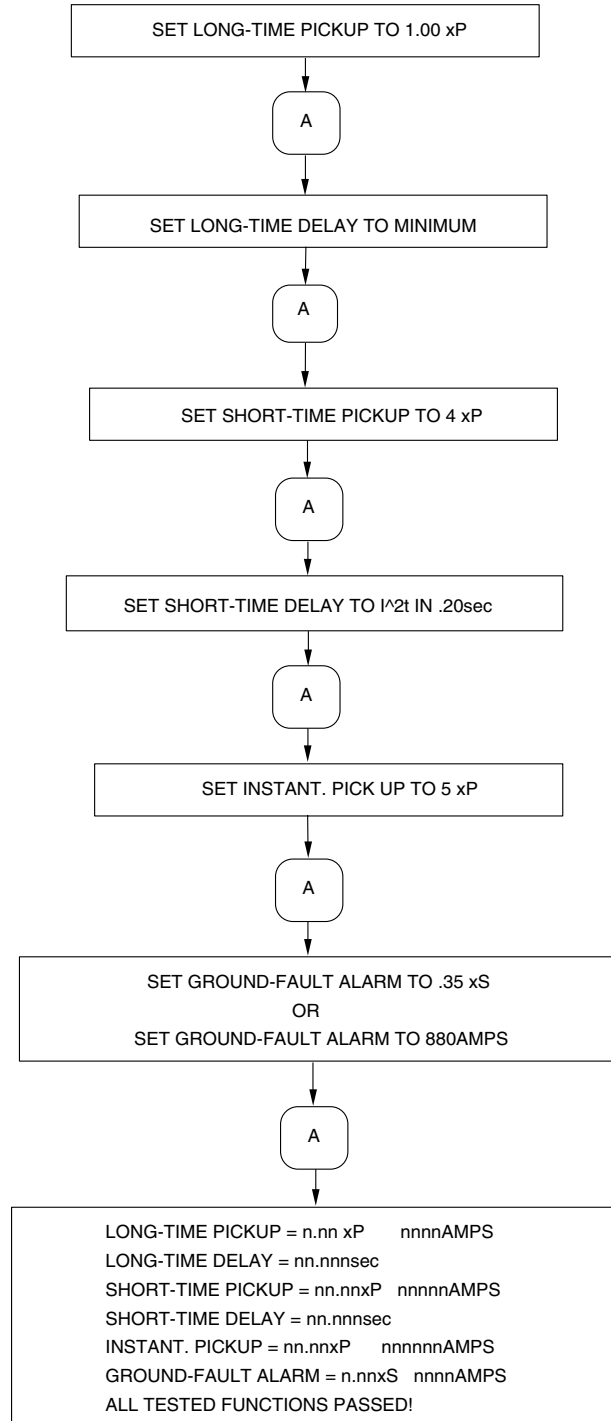 SET LONG-TIME PICKUP TO 1.00 xP
A
SET LONG-TIME DELAY TO MINIMUM
A
SET SHORT-TIME PICKUP TO 4 xP
A
SET SHORT-TIME DELAY TO I^2t IN .20sec
A
SET INSTANT. PICK UP TO 5 xP
A
SET GROUND-FAULT ALARM TO .35 xS
OR
SET GROUND-FAULT ALARM TO 880AMPS
A
LONG-TIME PICKUP = n.nn xP nnnnAMPS
LONG-TIME DELAY = nn.nnnsec
SHORT-TIME PICKUP = nn.nnxP nnnnnAMPS
SHORT-TIME DELAY = nn.nnnsec
INSTANT. PICKUP = nn.nnxP nnnnnnAMPS
GROUND-FAULT ALARM = n.nnxS nnnnAMPS
ALL TESTED FUNCTIONS PASSED!